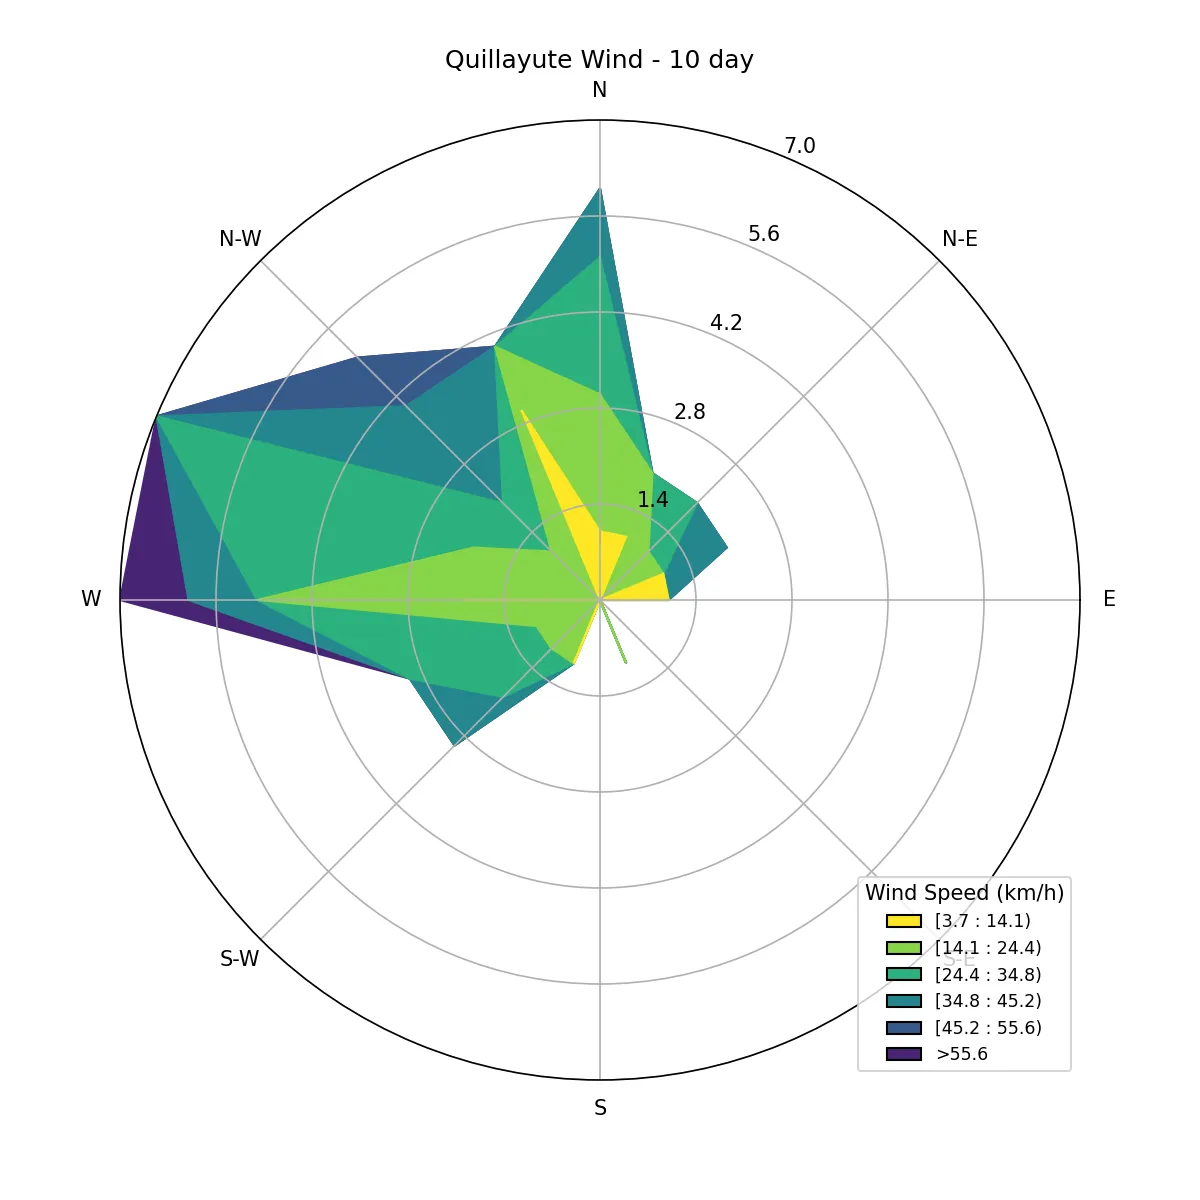 Quillayute Wind - 10 day
N
7.0
N-W
5.6
N-E
4.2
2.8
1.4
W
E
S-W
S-E
S
Wind Speed (km/h)
[3.7 : 14.1)
[14.1 : 24.4)
[24.4 : 34.8)
[34.8 : 45.2)
[45.2 : 55.6)
>55.6